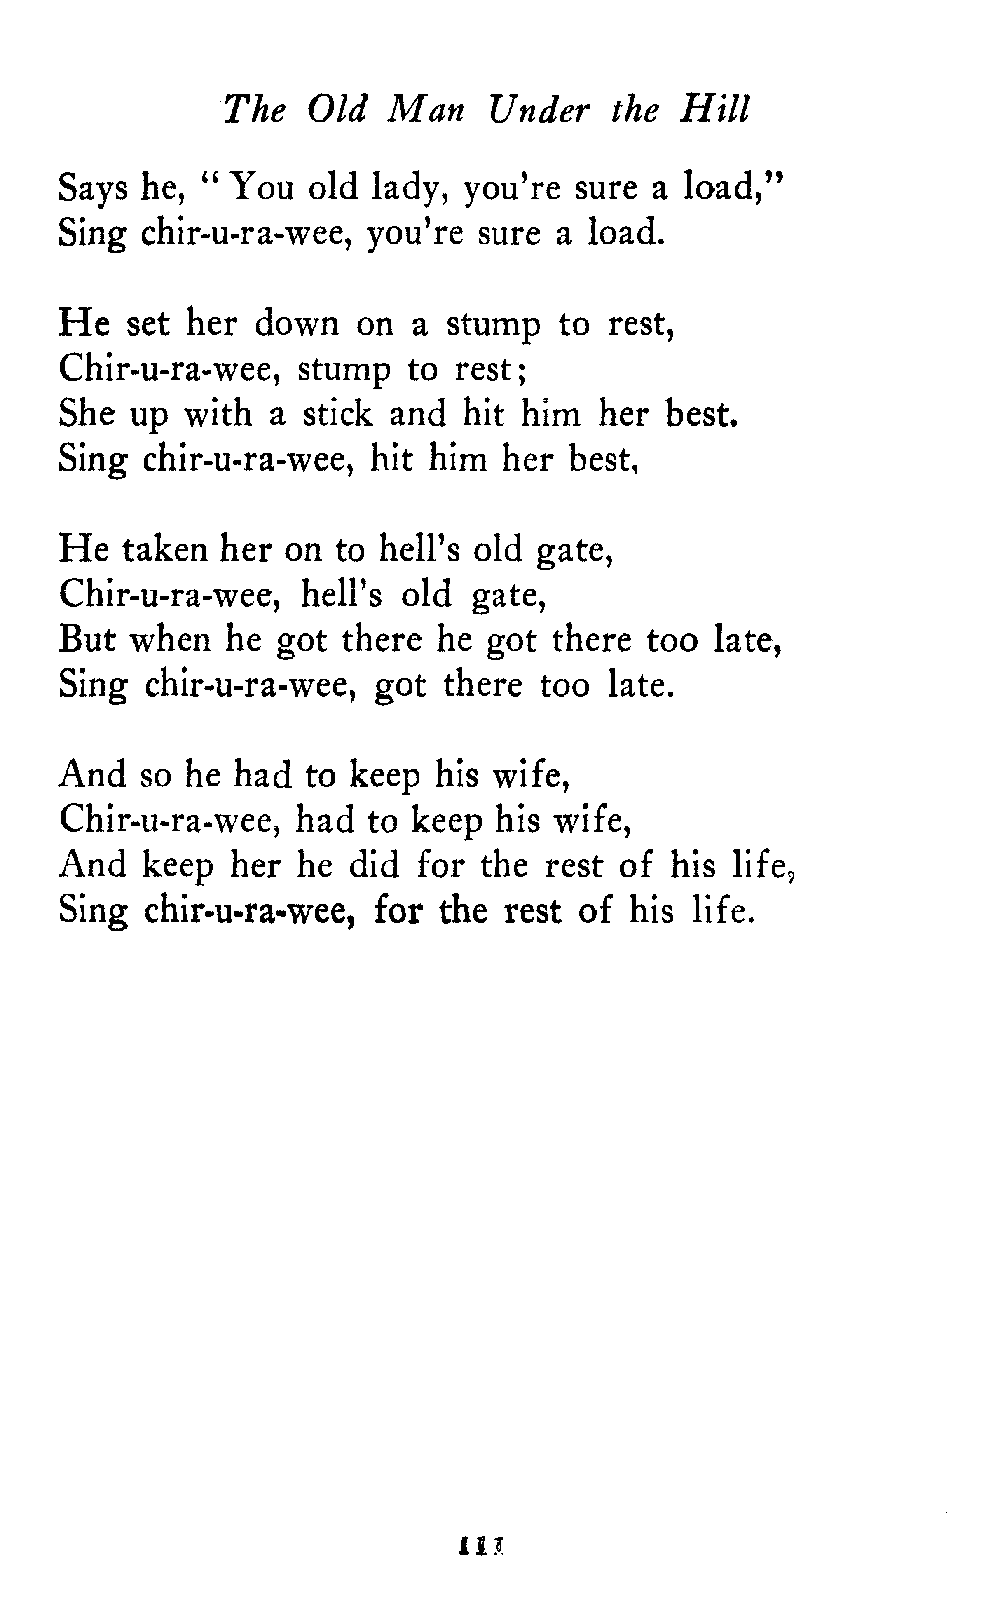 The Old Man Under the Hill
Says he, “ You old lady, you're sure a load,”
Sing chir-u-ra-wee, you're sure a load.
He set her down on a stump to rest,
Chir-u-ra-wee, stump to rest;
She up with a stick and hit him her best.
Sing chir-u-ra-wee, hit him her best,
He taken her on to hell's old gate,
Chir-u-ra-wee, hell's old gate,
But when he got there he got there too late,
Sing chir-u-ra-wee, got there too late.
And so he had to keep his wife,
Chir-u-ra-wee, had to keep his wife,
And keep her he did for the rest of his life,
Sing chir-u-ra-wee, for the rest of his life.
111